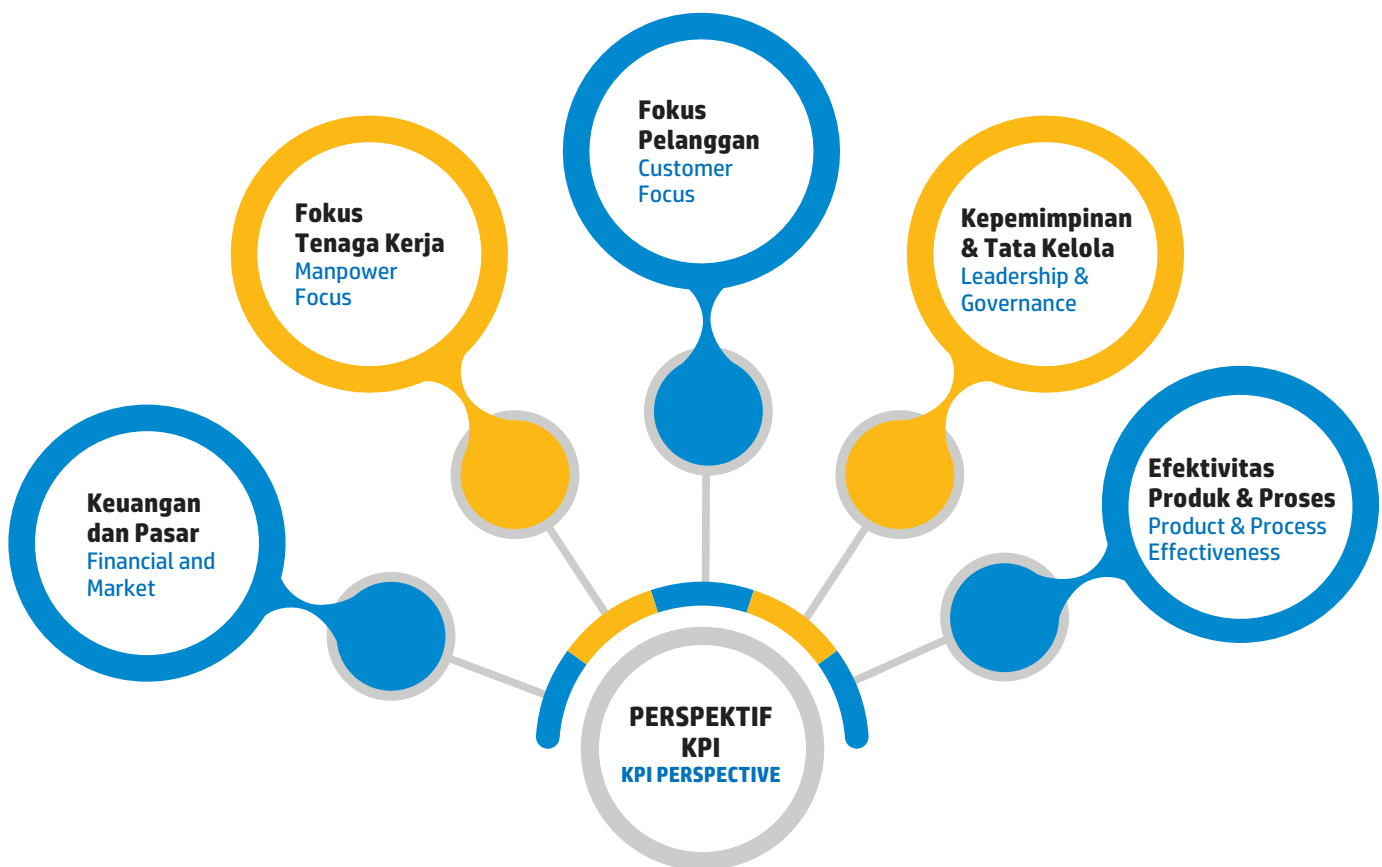 Fokus
Pelanggan
Customer
Focus
Fokus
Tenaga Kerja
Manpower
Focus
Kepemimpinan
& Tata Kelola
Leadership &
Governance
Keuangan
dan Pasar
Financial and
Market
Efektivitas
Produk & Proses
Product & Process
Effectiveness
PERSPEKTIF
KPI
KPI PERSPECTIVE